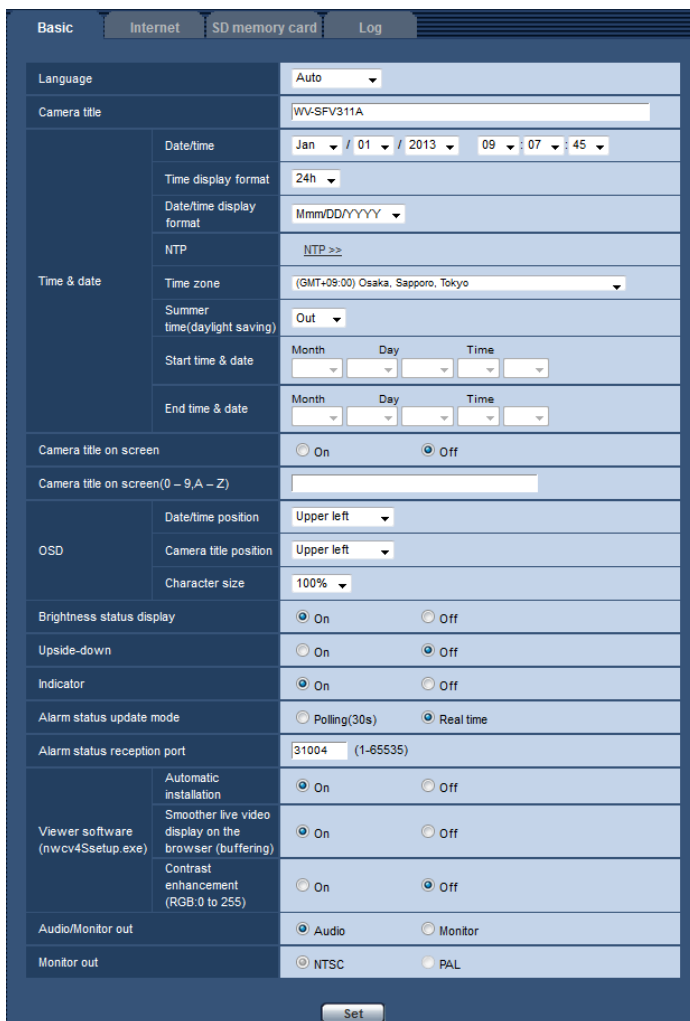 Basic Internet SD memory card Log
Language Auto
Camera title WV-SFV311A
Time & date
Date/time Jan / 01 / 2013 09 : 07 : 45
Time display format 24h
Date/time display
format
Mmm/DD/YYYY
NTP NTP >>
Time zone (GMT+09:00) Osaka, Sapporo, Tokyo
Summer
time(daylight saving)
Out
Start time & date
Month Day Time
End time & date
Month Day Time
Camera title on screen On Off
Camera title on screen(0 – 9,A – Z)
OSD
Date/time position Upper left
Camera title position Upper left
Character size 100%
Brightness status display On Off
Upside-down On Off
Indicator On Off
Alarm status update mode Polling(30s) Real time
Alarm status reception port 31004 (1-65535)
Viewer software
(nwcv4Ssetup.exe)
Automatic
installation
On Off
Smoother live video
display on the
browser (buffering)
On Off
Contrast
enhancement
(RGB:0 to 255)
On Off
Audio/Monitor out Audio Monitor
Monitor out NTSC PAL
Set